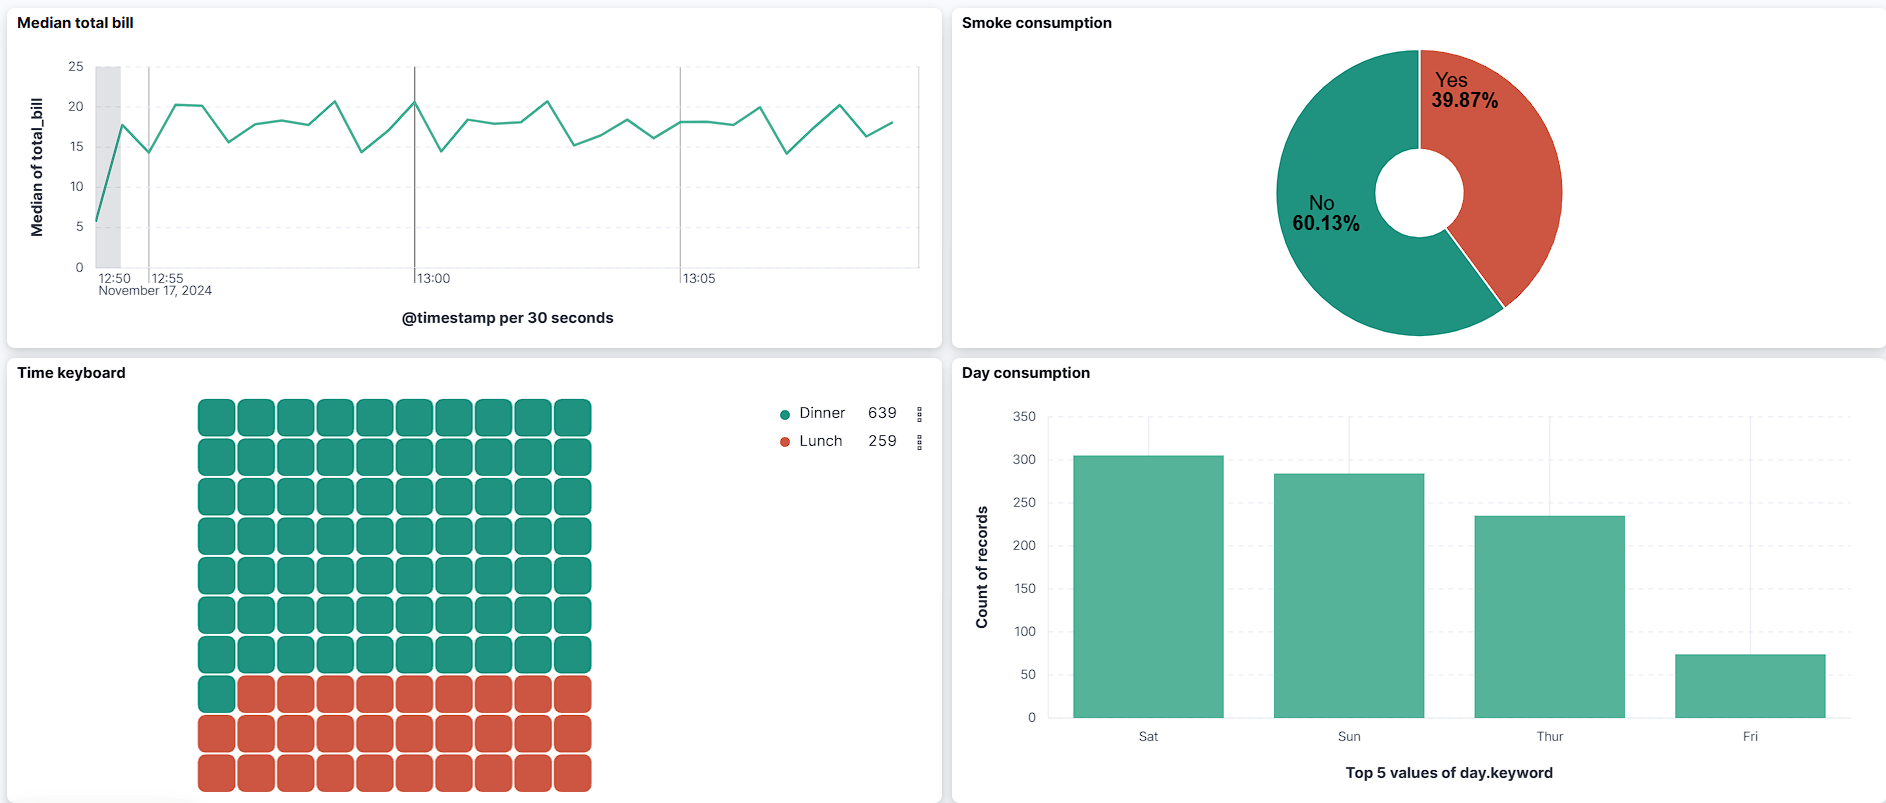 Median total bill
25
20
15
10
5
0
Median of total_bill
12:50
12:55
13:00
13:05
November 17, 2024
@timestamp per 30 seconds
Smoke consumption
Yes
39.87%
No
60.13%
Time keyboard
Dinner 639
Lunch 259
Day consumption
350
300
250
200
150
100
50
0
Count of records
Sat
Sun
Thur
Fri
Top 5 values of day.keyword